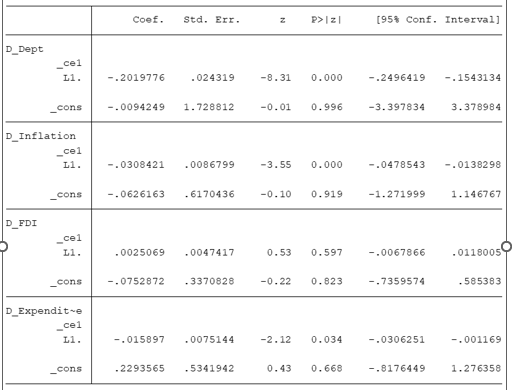 Coef. Std. Err. z P>|z| [95% Conf. Interval]
D_Dept
_ce1
L1. -.2019776 .024319 -8.31 0.000 -.2496419 -.1543134
_cons -.0094249 1.728812 -0.01 0.996 -3.397834 3.378984
D_Inflation
_ce1
L1. -.0308421 .0086799 -3.55 0.000 -.0478543 -.0138298
_cons -.0626163 .6170436 -0.10 0.919 -1.271999 1.146767
D_FDI
_ce1
L1. .0025069 .0047417 0.53 0.597 -.0067866 .0118005
_cons -.0752872 .3370828 -0.22 0.823 -.7359574 .585383
D_Expendit~e
_ce1
L1. -.015897 .0075144 -2.12 0.034 -.0306251 -.001169
_cons .2293565 .5341942 0.43 0.668 -.8176449 1.276358